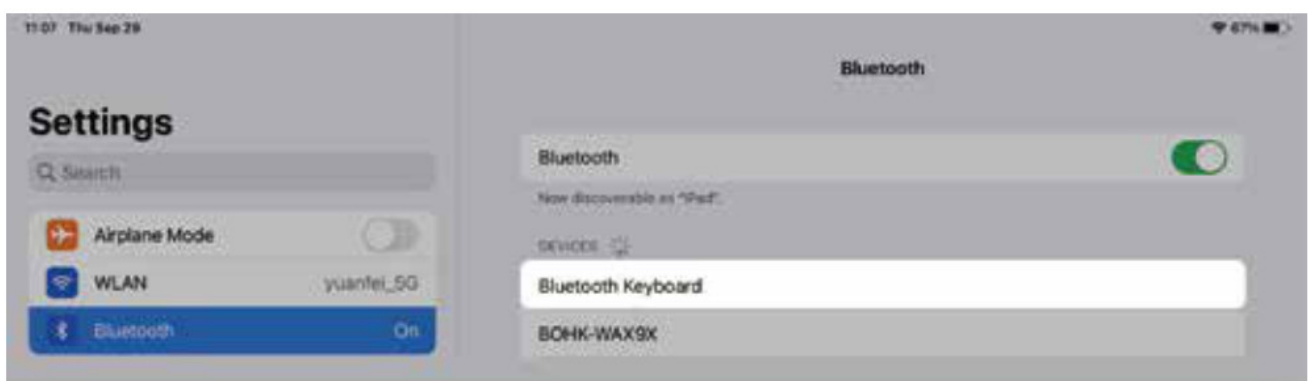 11:07 Thu Sep 29
67%
Bluetooth
Settings
Search
Bluetooth
Now discoverable as "iPad".
Airplane Mode
DEVICES
WLAN yuanfei_5G
Bluetooth Keyboard
Bluetooth On
BOHK-WAX9X